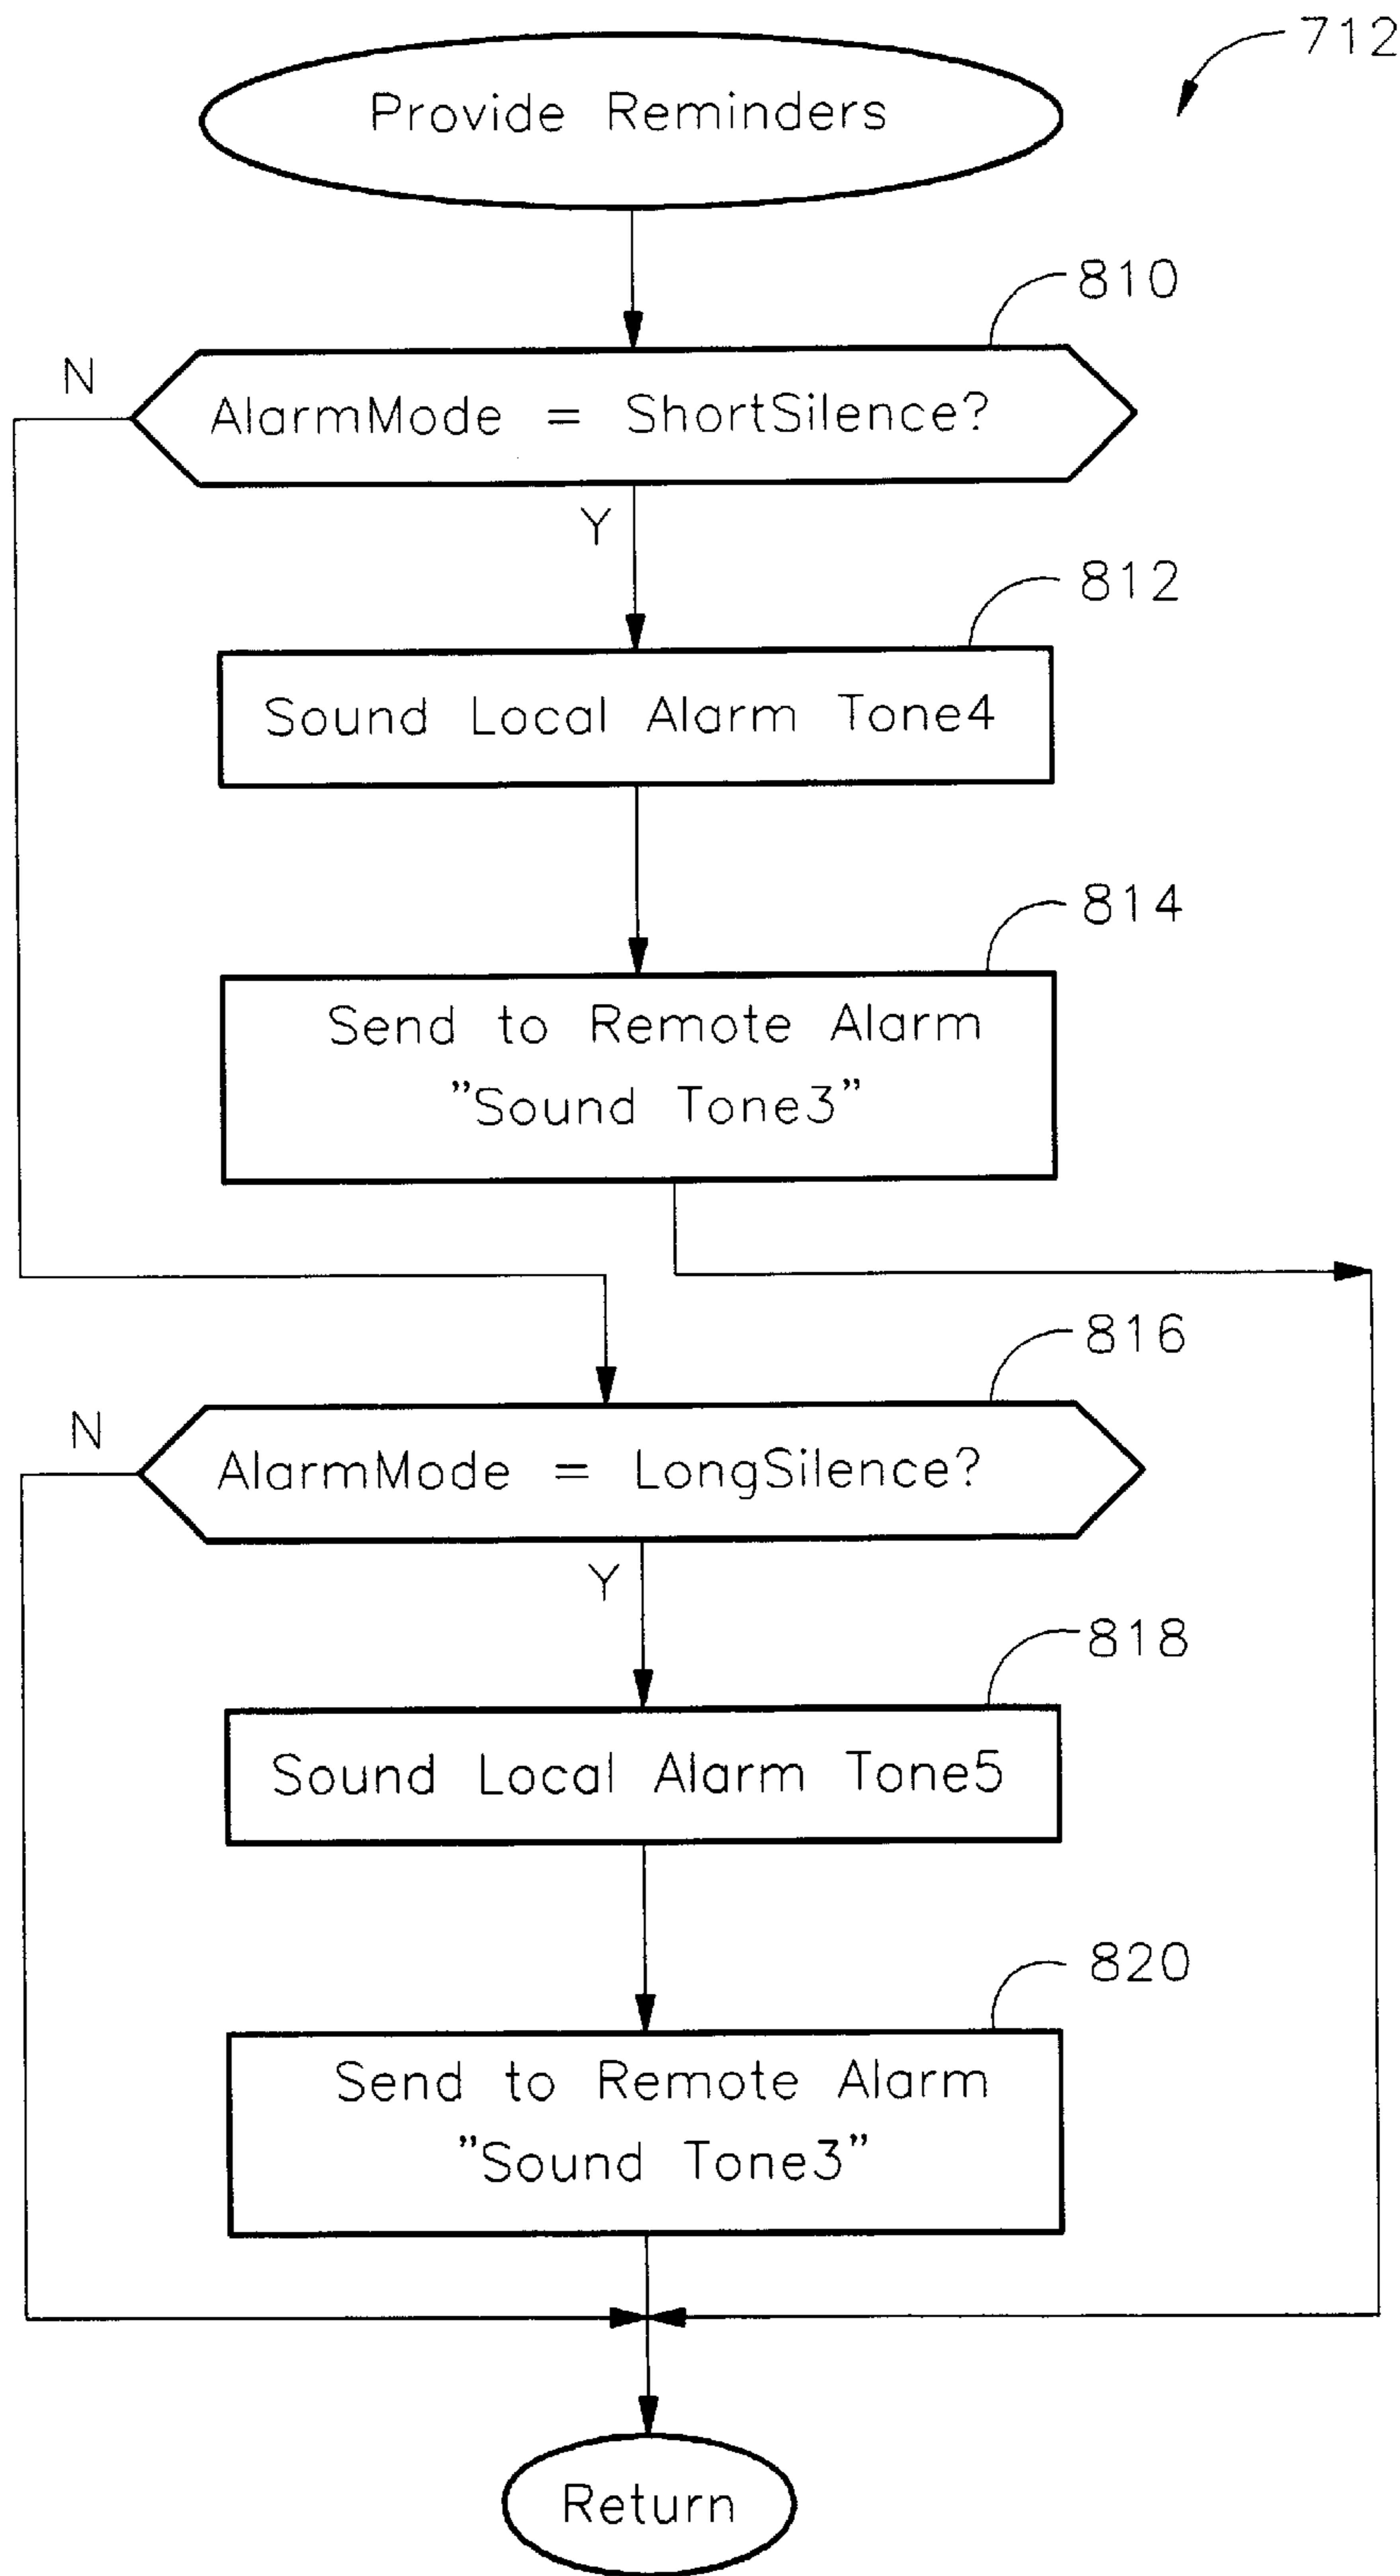 712
Provide Reminders
810
N
AlarmMode = ShortSilence?
Y
812
Sound Local Alarm Tone4
814
Send to Remote Alarm
"Sound Tone3"
816
N
AlarmMode = LongSilence?
Y
818
Sound Local Alarm Tone5
820
Send to Remote Alarm
"Sound Tone3"
Return